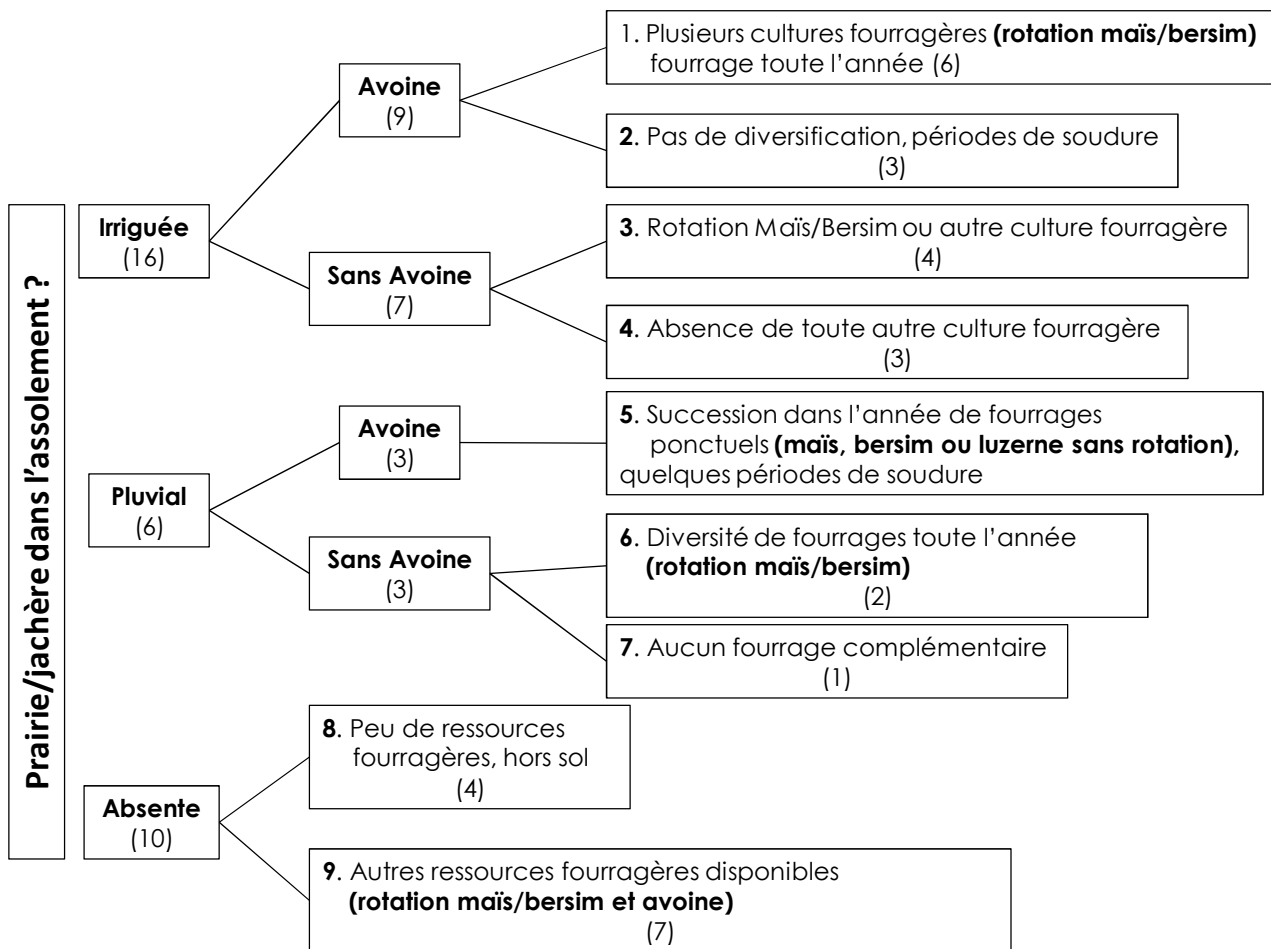 Prairie/jachère dans l'assolement ?
Irriguée
(16)
Avoine
(9)
1. Plusieurs cultures fourragères (rotation maïs/bersim)
fourrage toute l'année (6)
2. Pas de diversification, périodes de soudure
(3)
Sans Avoine
(7)
3. Rotation Maïs/Bersim ou autre culture fourragère
(4)
4. Absence de toute autre culture fourragère
(3)
Pluvial
(6)
Avoine
(3)
5. Succession dans l'année de fourrages
ponctuels (maïs, bersim ou luzerne sans rotation),
quelques périodes de soudure
Sans Avoine
(3)
6. Diversité de fourrages toute l'année
(rotation maïs/bersim)
(2)
7. Aucun fourrage complémentaire
(1)
Absente
(10)
8. Peu de ressources
fourragères, hors sol
(4)
9. Autres ressources fourragères disponibles
(rotation maïs/bersim et avoine)
(7)